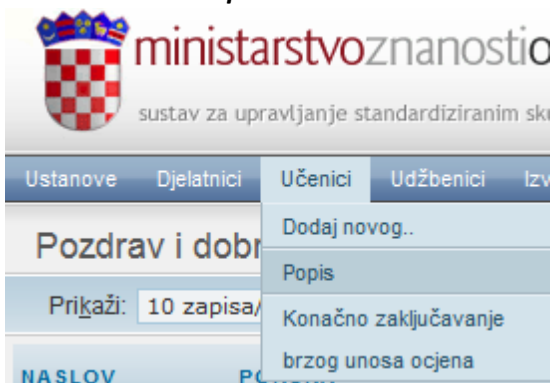 ministarstvoznanostio
sustav za upravljanje standardiziranim sk
Ustanove Djelatnici Učenici Udžbenici Izv
Dodaj novog..
Pozdrav i dobr
Popis
Prikaži: 10 zapisa/
Konačno zaključavanje
brzog unosa ocjena
NASLOV